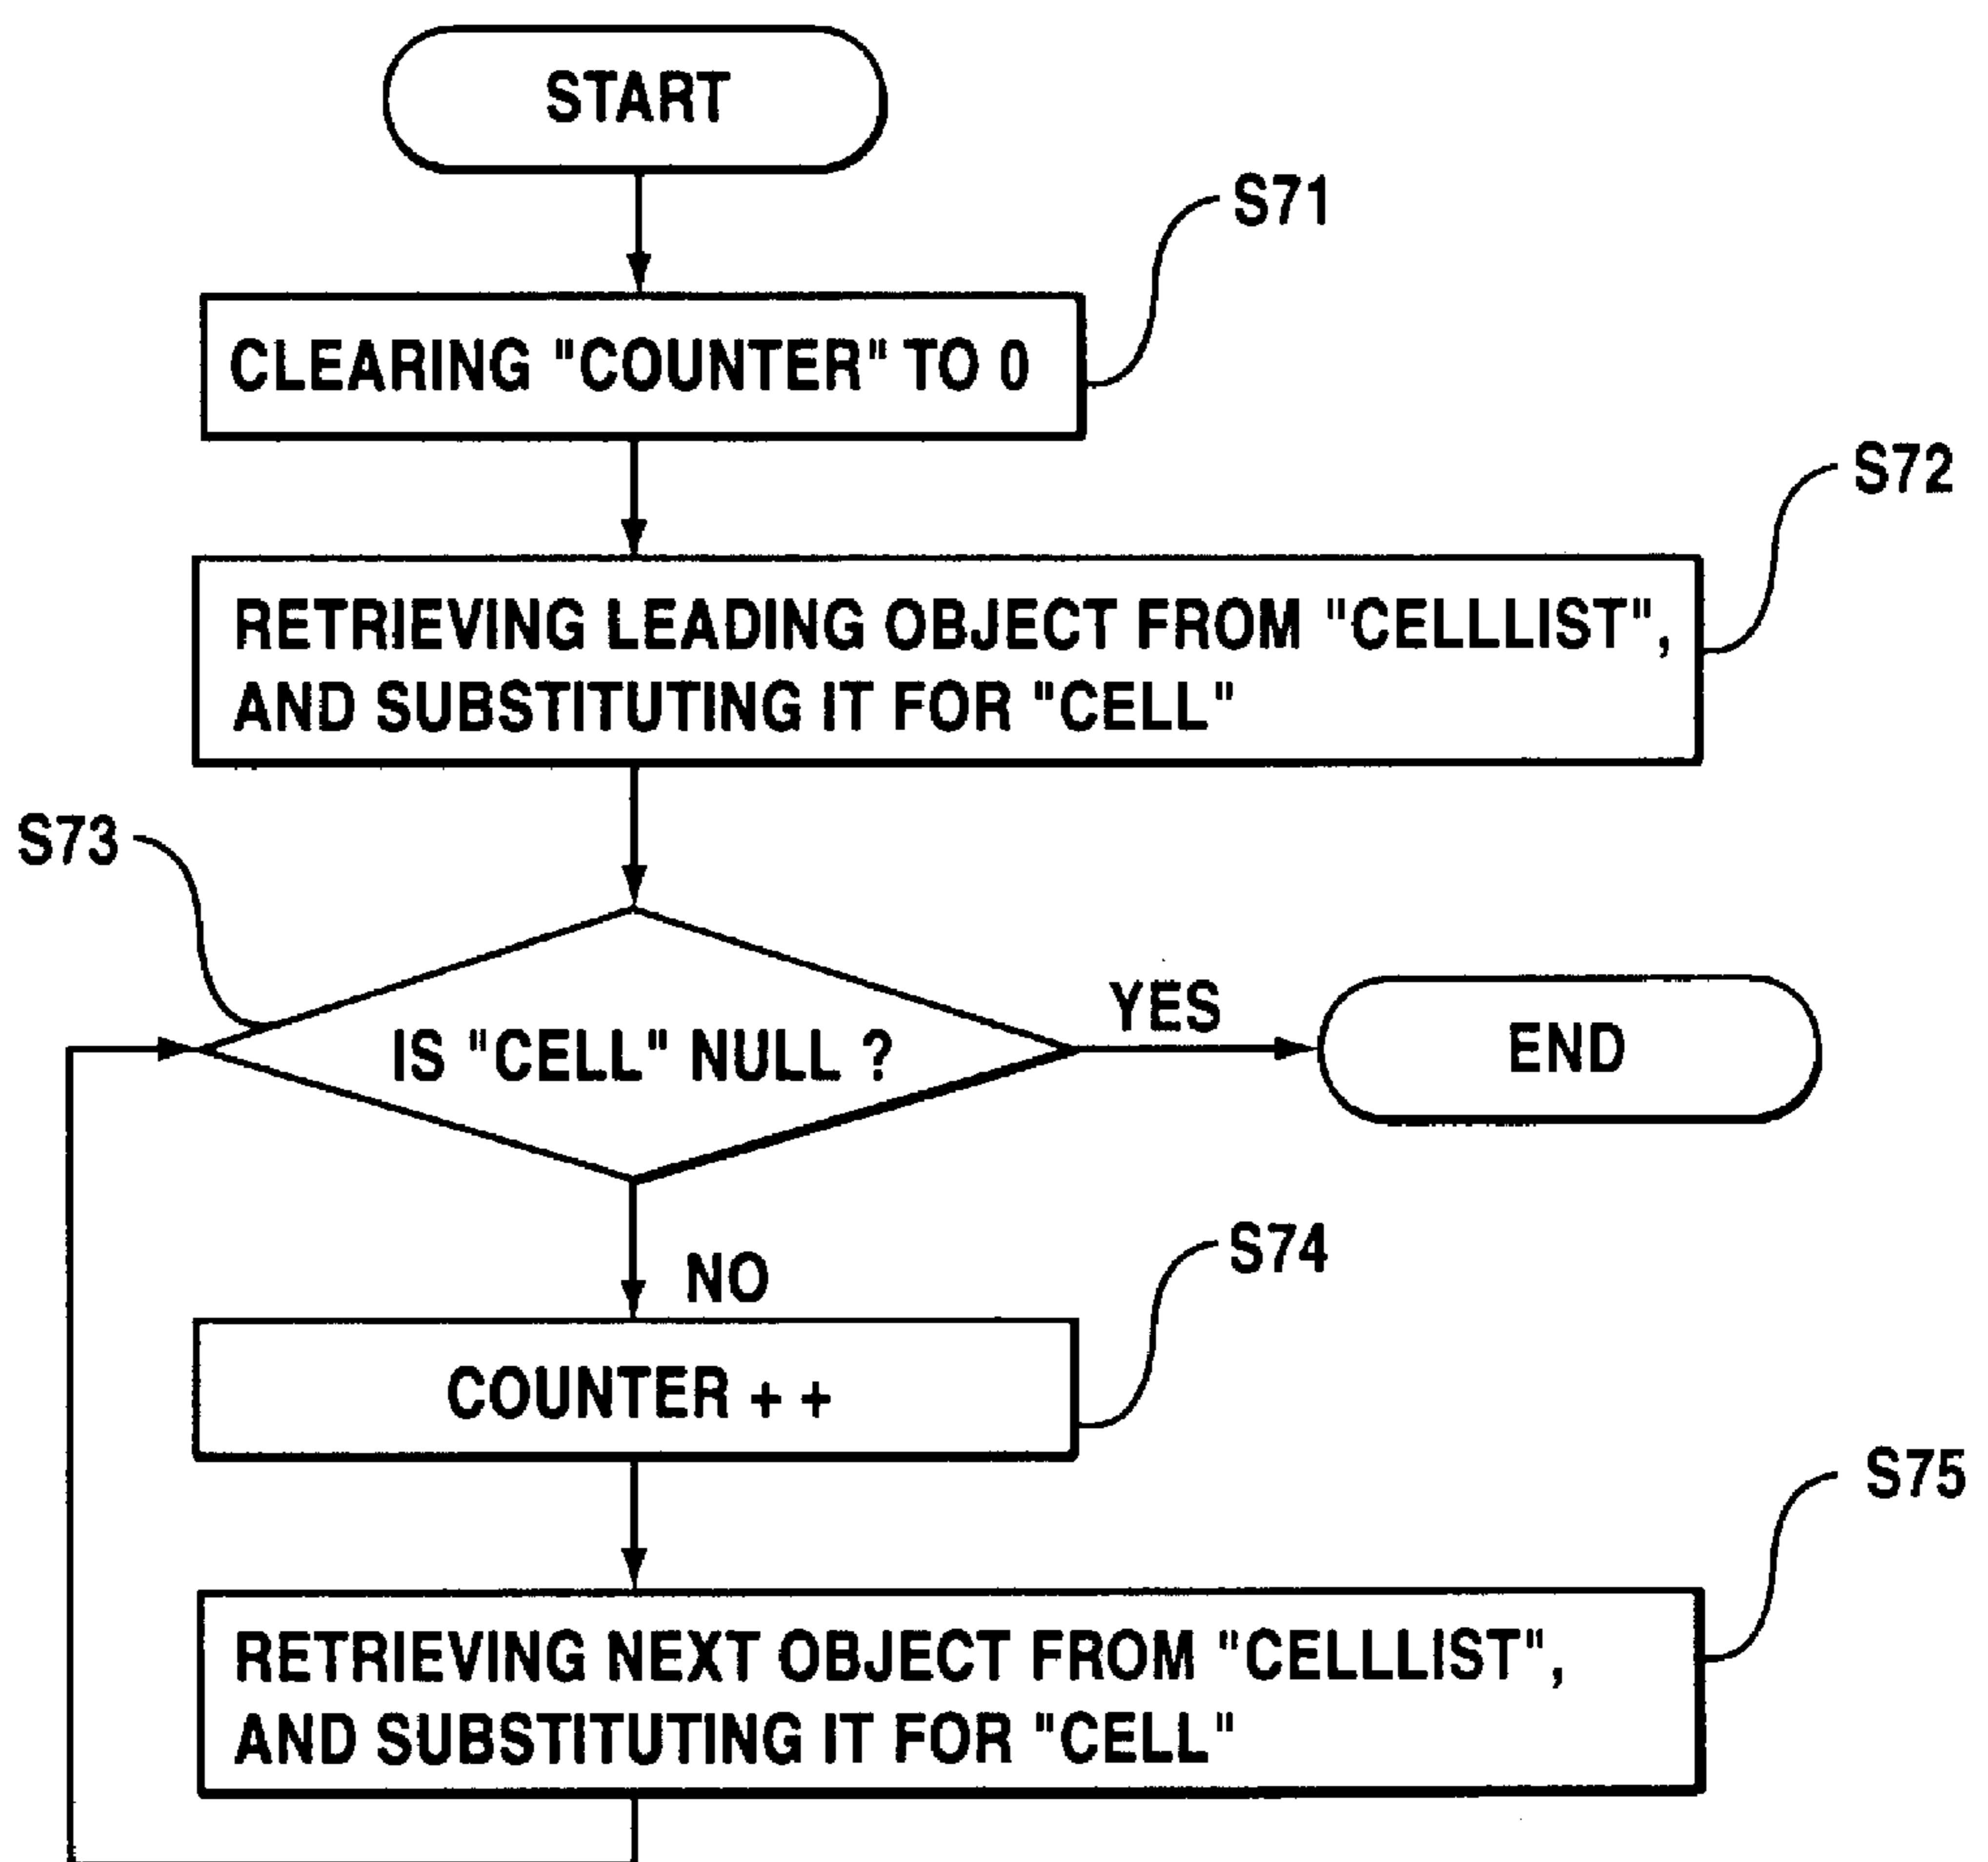 START
S71
CLEARING "COUNTER" TO 0
S72
RETRIEVING LEADING OBJECT FROM "CELLLIST",
AND SUBSTITUTING IT FOR "CELL"
S73
IS "CELL" NULL ?
YES
END
NO
S74
COUNTER + +
S75
RETRIEVING NEXT OBJECT FROM "CELLLIST",
AND SUBSTITUTING IT FOR "CELL"